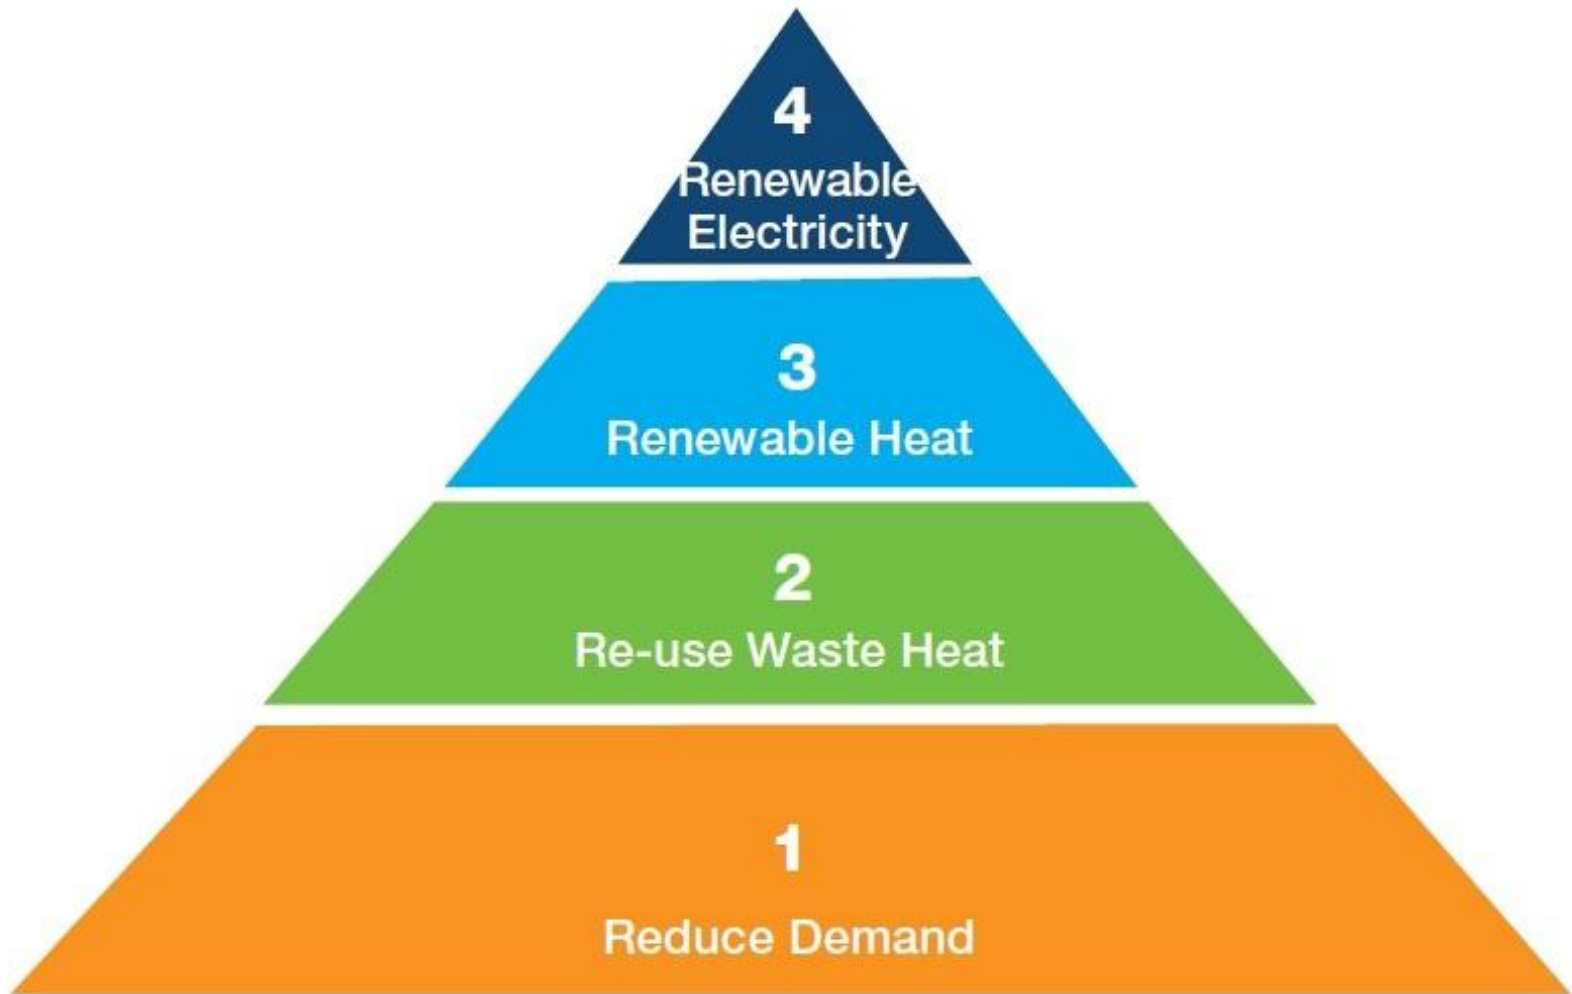 4
Renewable
Electricity
3
Renewable Heat
2
Re-use Waste Heat
1
Reduce Demand